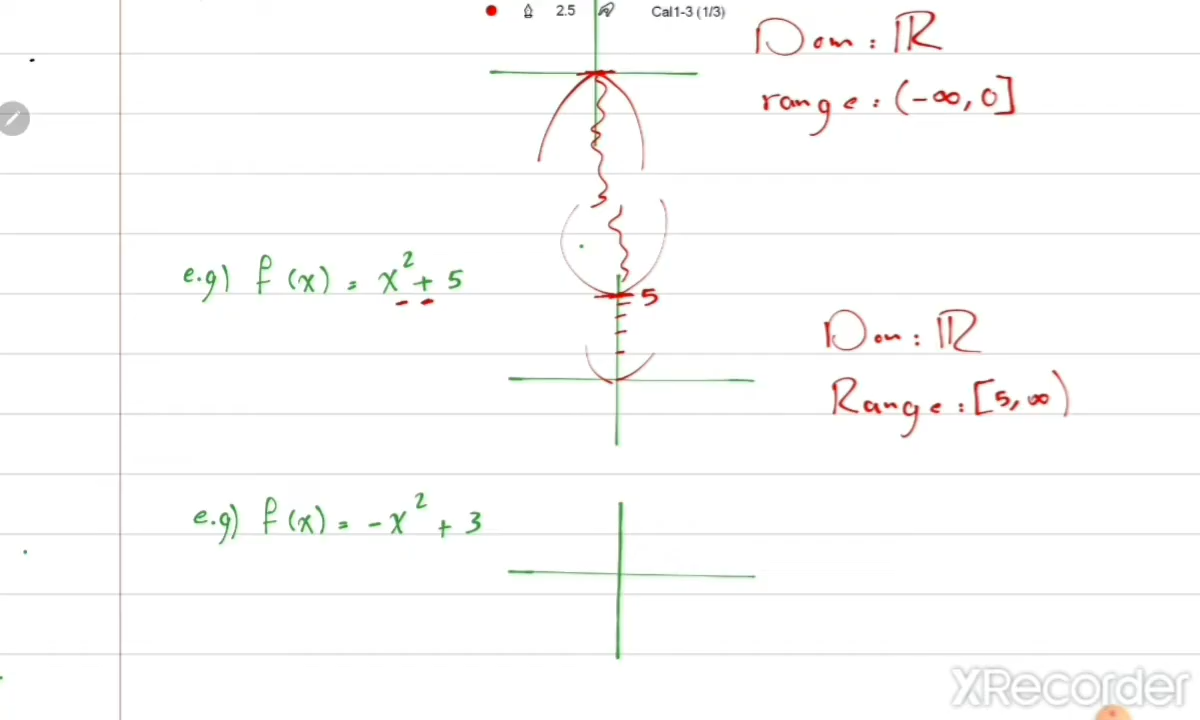 2.5 Cal1-3 (1/3)
Dom : ℝ
range : (-∞, 0]
e.g) f(x) = x² + 5
5
Dom : ℝ
Range : [5, ∞)
e.g) f(x) = -x² + 3
XRecorder